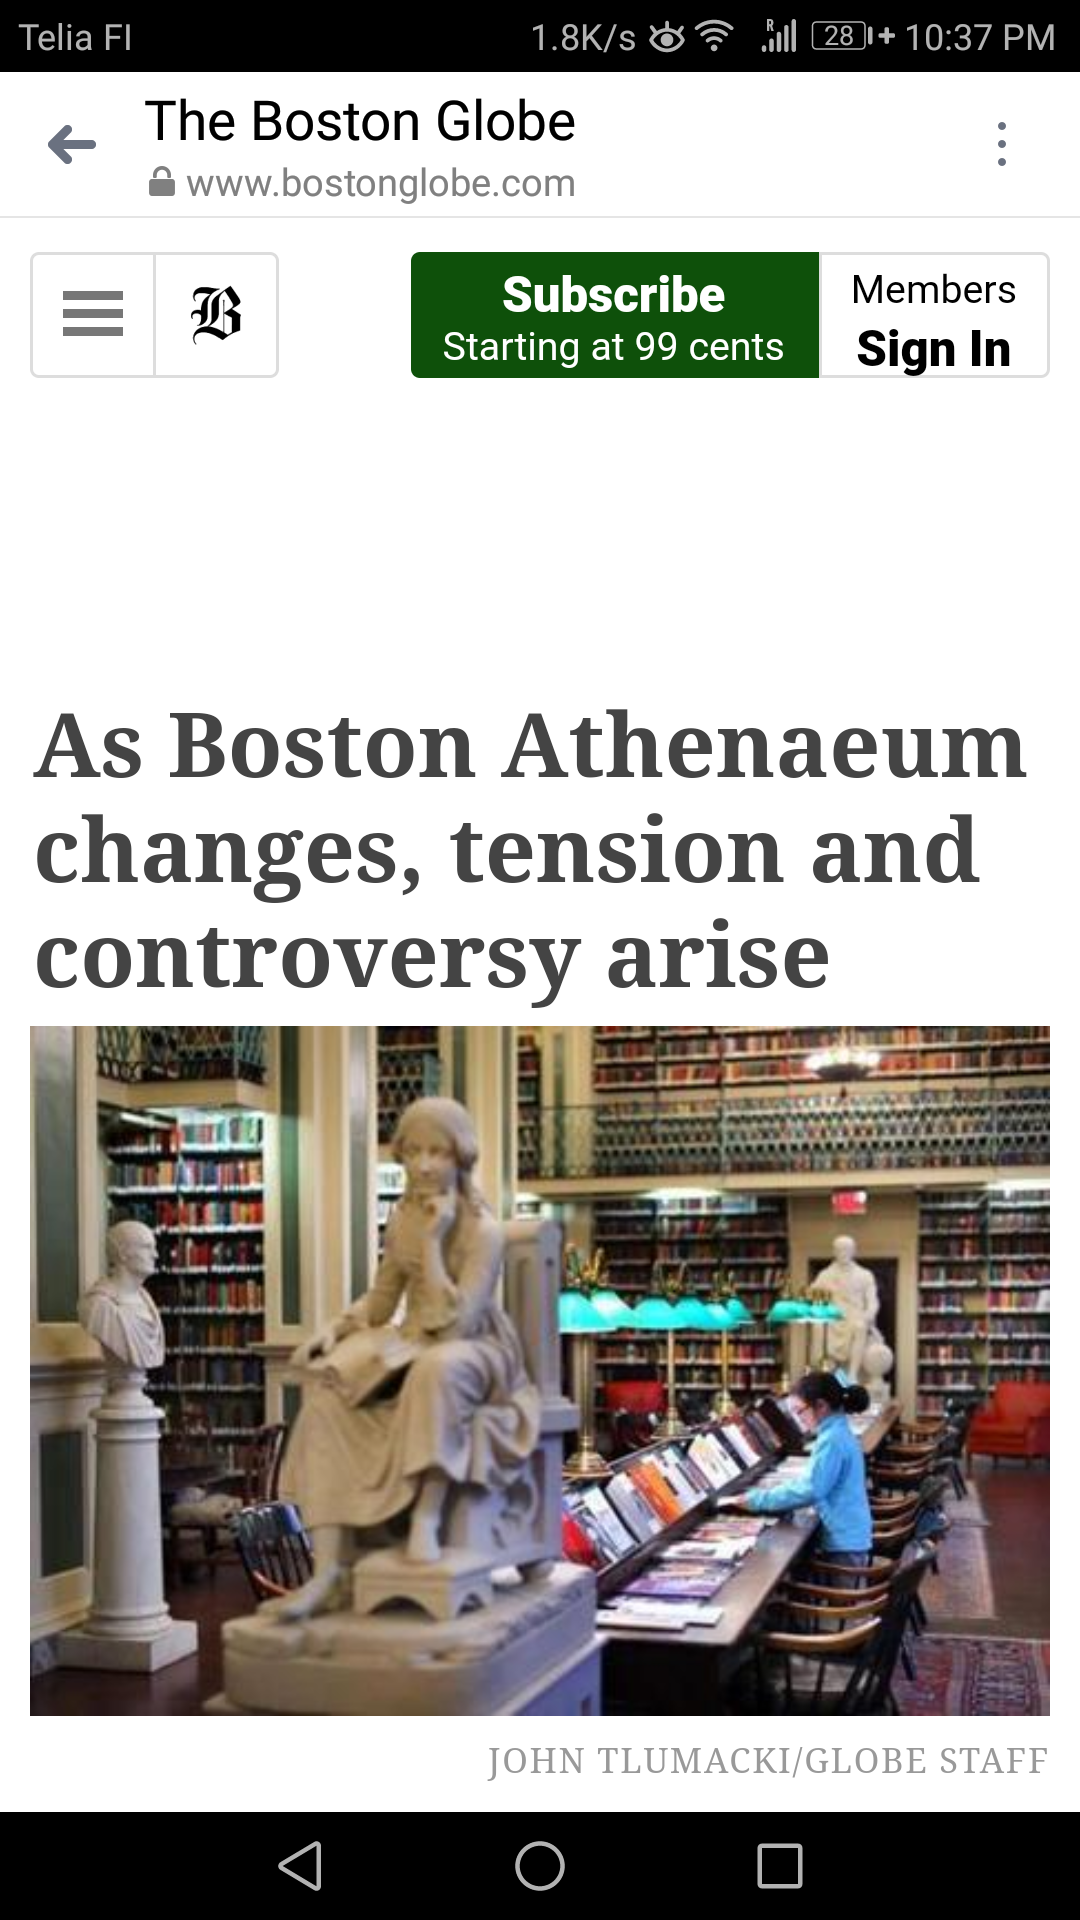 Telia FI 1.8K/s R 28 10:37 PM
The Boston Globe
www.bostonglobe.com
B Subscribe Members
Starting at 99 cents Sign In
As Boston Athenaeum
changes, tension and
controversy arise
JOHN TLUMACKI/GLOBE STAFF